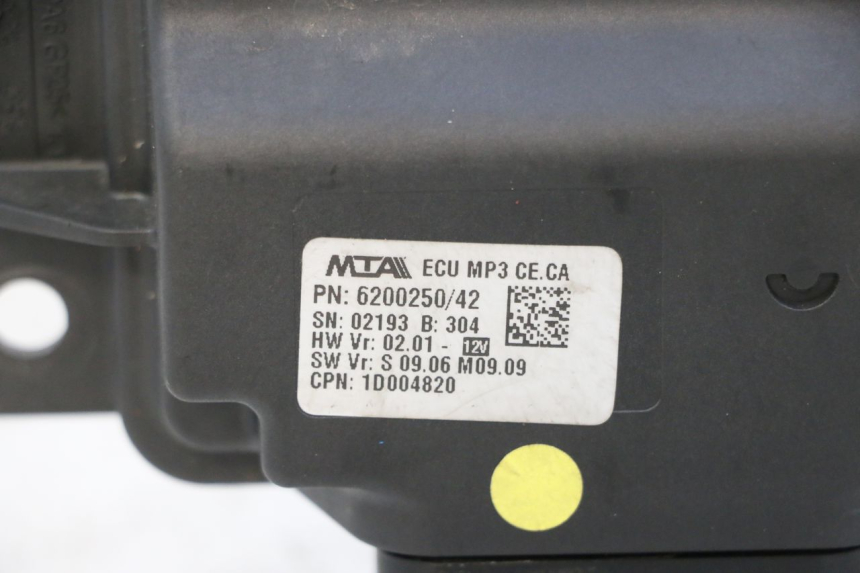 MTA ECU MP3 CE.CA
PN: 6200250/42
SN: 02193 B: 304
HW Vr: 02.01 - 12V
SW Vr: S 09.06 M09.09
CPN: 1D004820